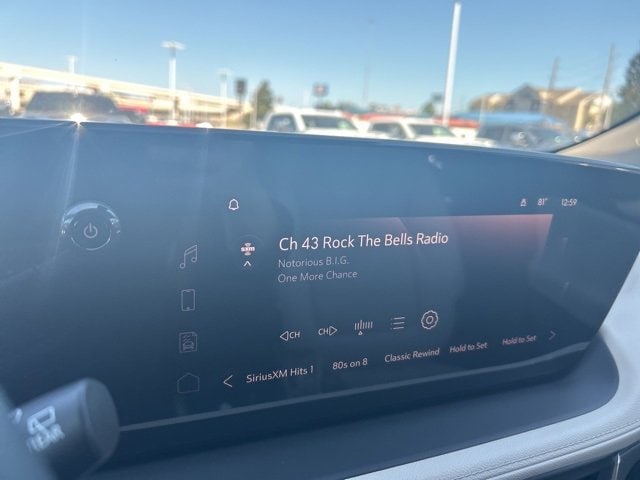 81° 12:59
sxm
Ch 43 Rock The Bells Radio
Notorious B.I.G.
One More Chance
CH CH
SiriusXM Hits 1 80s on 8 Classic Rewind Hold to Set Hold to Set
REAR